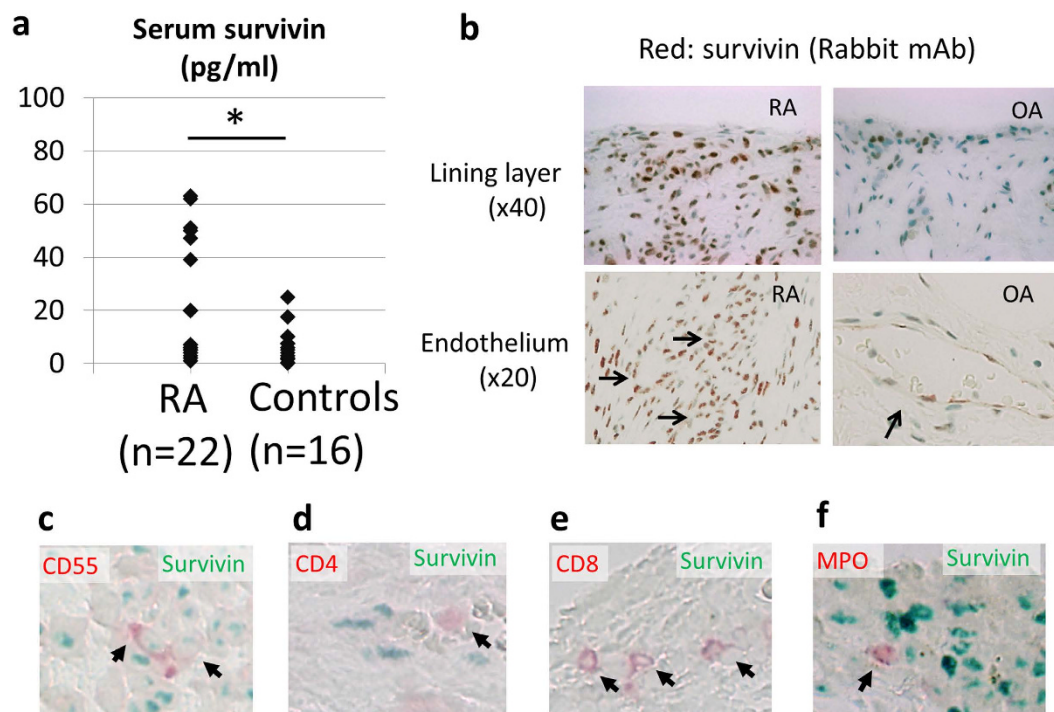 a
Serum survivin
(pg/ml)
100
80
60
40
20
0
*
RA
Controls
(n=22)
(n=16)
b
Red: survivin (Rabbit mAb)
Lining layer
(x40)
RA
OA
Endothelium
(x20)
RA
OA
c
CD55
Survivin
d
CD4
Survivin
e
CD8
Survivin
f
MPO
Survivin